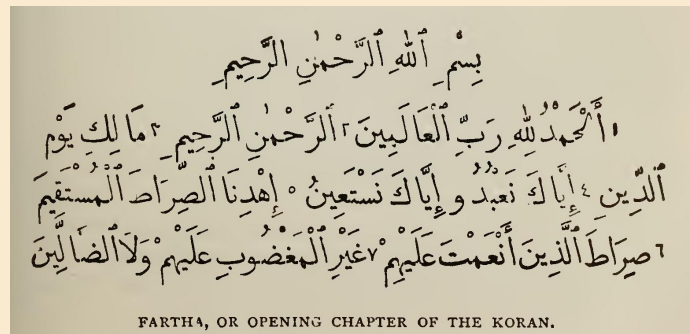 بِسْمِ ٱللّٰهِ ٱلرَّحْمٰنِ ٱلرَّحِيمِ
١ أَلْحَمْدُ لِلّٰهِ رَبِّ ٱلْعَالَمِينَ ٢ أَلرَّحْمٰنِ ٱلرَّحِيمِ ٣ مَا لِكِ يَوْمِ
ٱلدِّينِ ٤ إِيَّاكَ نَعْبُدُ و إِيَّاكَ نَسْتَعِينُ ٥ إِهْدِنَا ٱلصِّرَاطَ ٱلْمُسْتَقِيمَ
٦ صِرَاطَ ٱلَّذِينَ أَنْعَمْتَ عَلَيْهِمْ ٧ غَيْرِ ٱلْمَغْضُوبِ عَلَيْهِمْ وَلَا ٱلضَالِّينَ
FARTHA, OR OPENING CHAPTER OF THE KORAN.